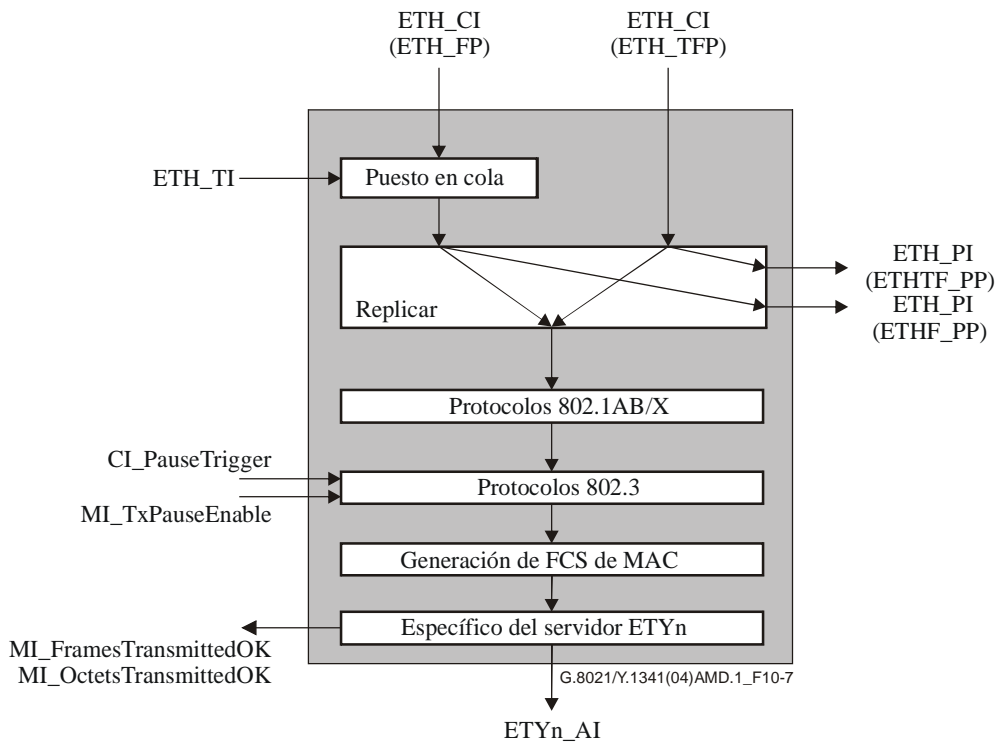 ETH_CI
(ETH_FP)
ETH_CI
(ETH_TFP)
ETH_TI
Puesto en cola
Replicar
ETH_PI
(ETHTF_PP)
ETH_PI
(ETHF_PP)
Protocolos 802.1AB/X
CI_PauseTrigger
Protocolos 802.3
MI_TxPauseEnable
Generación de FCS de MAC
Específico del servidor ETYn
MI_FramesTransmittedOK
MI_OctetsTransmittedOK
G.8021/Y.1341(04)AMD.1_F10-7
ETYn_AI